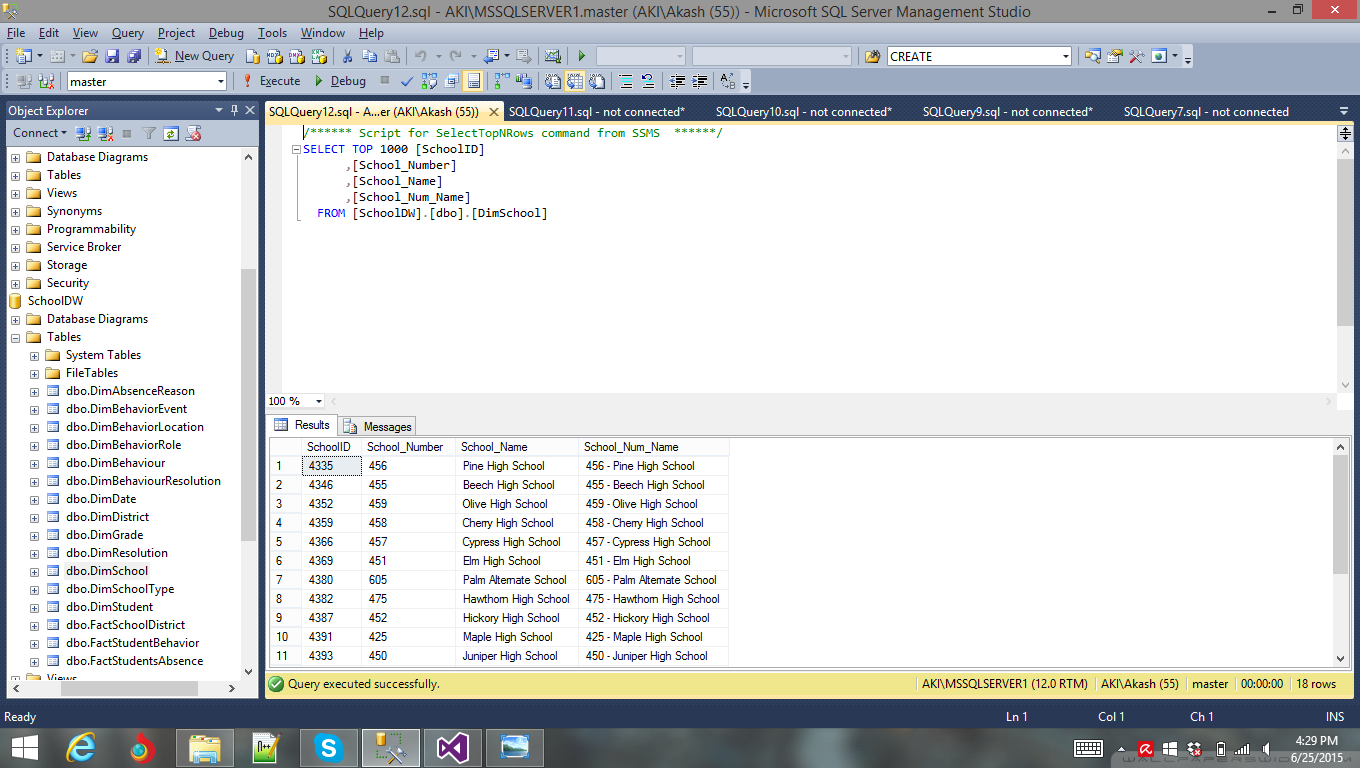 SQLQuery12.sql - AKI\MSSQLSERVER1.master (AKI\Akash (55)) - Microsoft SQL Server Management Studio
File Edit View Query Project Debug Tools Window Help
New Query CREATE
master Execute Debug
Object Explorer
Connect
Database Diagrams
Tables
Views
Synonyms
Programmability
Service Broker
Storage
Security
SchoolDW
Database Diagrams
Tables
System Tables
FileTables
dbo.DimAbsenceReason
dbo.DimBehaviorEvent
dbo.DimBehaviorLocation
dbo.DimBehaviorRole
dbo.DimBehaviour
dbo.DimBehaviourResolution
dbo.DimDate
dbo.DimDistrict
dbo.DimGrade
dbo.DimResolution
dbo.DimSchool
dbo.DimSchoolType
dbo.DimStudent
dbo.FactSchoolDistrict
dbo.FactStudentBehavior
dbo.FactStudentsAbsence
Views
SQLQuery12.sql - A...er (AKI\Akash (55)) SQLQuery11.sql - not connected* SQLQuery10.sql - not connected* SQLQuery9.sql - not connected* SQLQuery7.sql - not connected
/****** Script for SelectTopNRows command from SSMS  ******/
SELECT TOP 1000 [SchoolID]
,[School_Number]
,[School_Name]
,[School_Num_Name]
FROM [SchoolDW].[dbo].[DimSchool]
100 %
Results Messages
SchoolID School_Number School_Name School_Num_Name
1 4335 456 Pine High School 456 - Pine High School
2 4346 455 Beech High School 455 - Beech High School
3 4352 459 Olive High School 459 - Olive High School
4 4359 458 Cherry High School 458 - Cherry High School
5 4366 457 Cypress High School 457 - Cypress High School
6 4369 451 Elm High School 451 - Elm High School
7 4380 605 Palm Alternate School 605 - Palm Alternate School
8 4382 475 Hawthorn High School 475 - Hawthorn High School
9 4387 452 Hickory High School 452 - Hickory High School
10 4391 425 Maple High School 425 - Maple High School
11 4393 450 Juniper High School 450 - Juniper High School
Query executed successfully. AKI\MSSQLSERVER1 (12.0 RTM) AKI\Akash (55) master 00:00:00 18 rows
Ready Ln 1 Col 1 Ch 1 INS
4:29 PM
6/25/2015